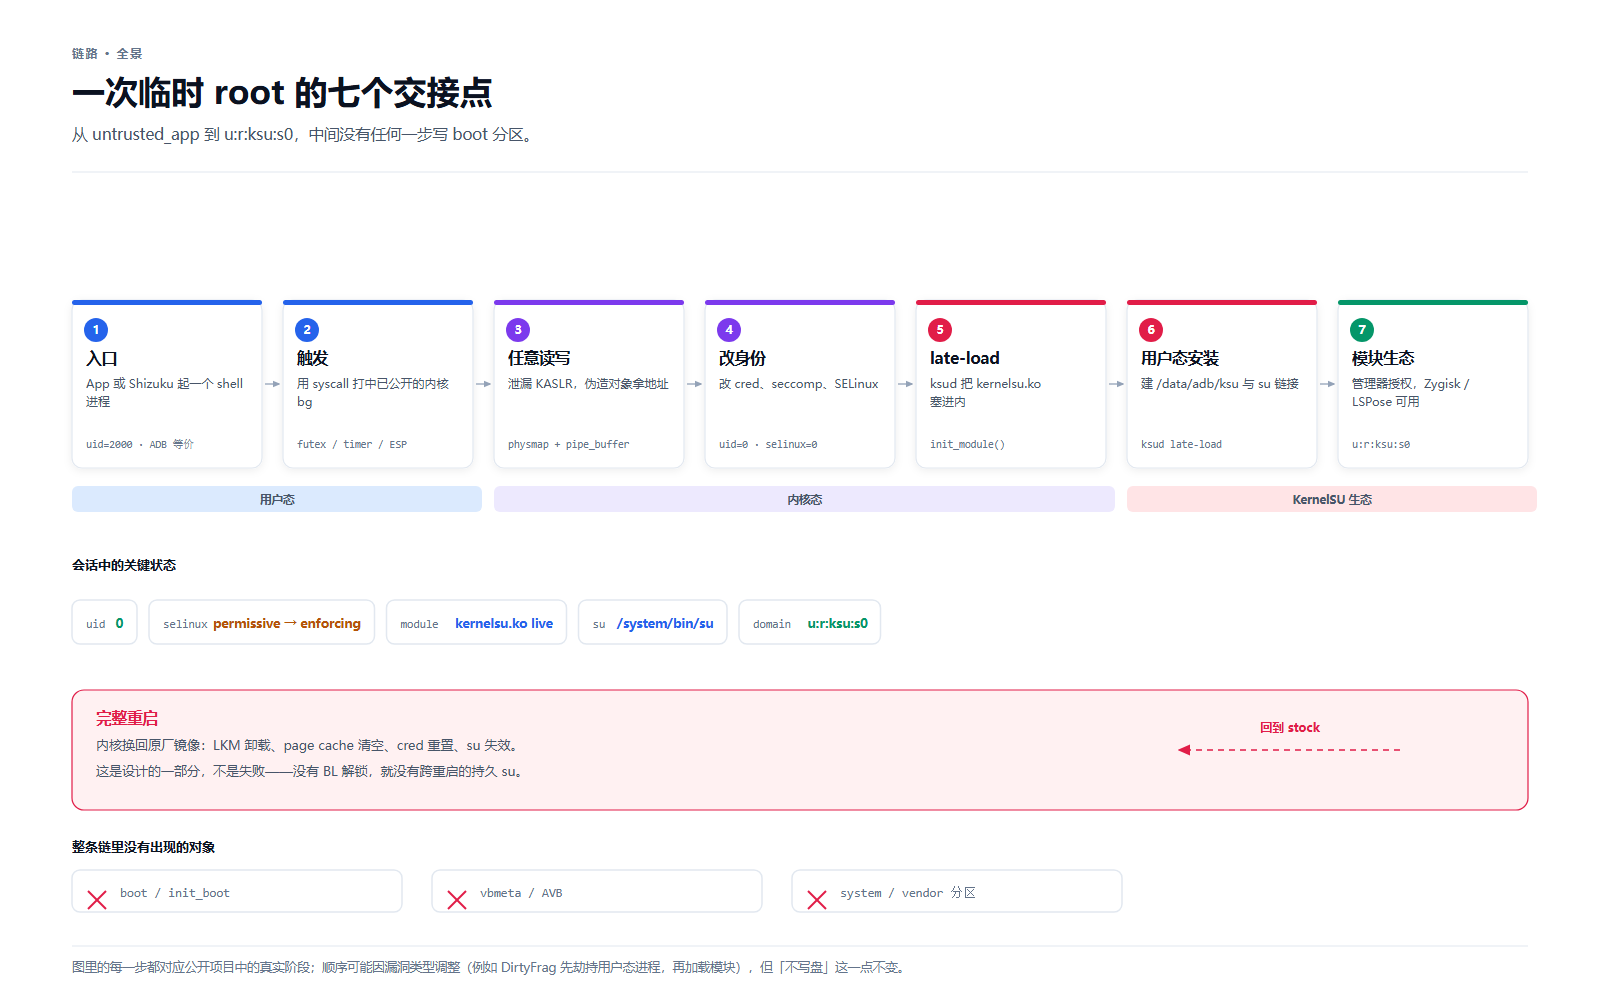 链路 · 全景
一次临时 root 的七个交接点
从 untrusted_app 到 u:r:ksu:s0，中间没有任何一步写 boot 分区。
1
入口
App 或 Shizuku 起一个 shell
进程
uid=2000 · ADB 等价
2
触发
用 syscall 打中已公开的内核
bg
futex / timer / ESP
3
任意读写
泄漏 KASLR，伪造对象拿地址
physmap + pipe_buffer
4
改身份
改 cred、seccomp、SELinux
uid=0 · selinux=0
5
late-load
ksud 把 kernelsu.ko
塞进内
init_module()
6
用户态安装
建 /data/adb/ksu 与 su 链接
ksud late-load
7
模块生态
管理器授权，Zygisk /
LSPose 可用
u:r:ksu:s0
用户态
内核态
KernelSU 生态
会话中的关键状态
uid 0
selinux permissive → enforcing
module kernelsu.ko live
su /system/bin/su
domain u:r:ksu:s0
完整重启
内核换回原厂镜像：LKM 卸载、page cache 清空、cred 重置、su 失效。
这是设计的一部分，不是失败——没有 BL 解锁，就没有跨重启的持久 su。
回到 stock
整条链里没有出现的对象
boot / init_boot
vbmeta / AVB
system / vendor 分区
图里的每一步都对应公开项目中的真实阶段；顺序可能因漏洞类型调整（例如 DirtyFrag 先劫持用户态进程，再加载模块），但「不写盘」这一点不变。